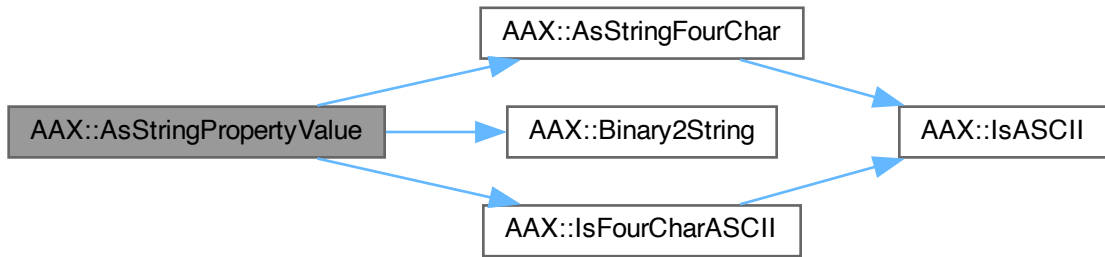 AAX::AsStringPropertyValue
AAX::AsStringFourChar
AAX::Binary2String
AAX::IsFourCharASCII
AAX::IsASCII